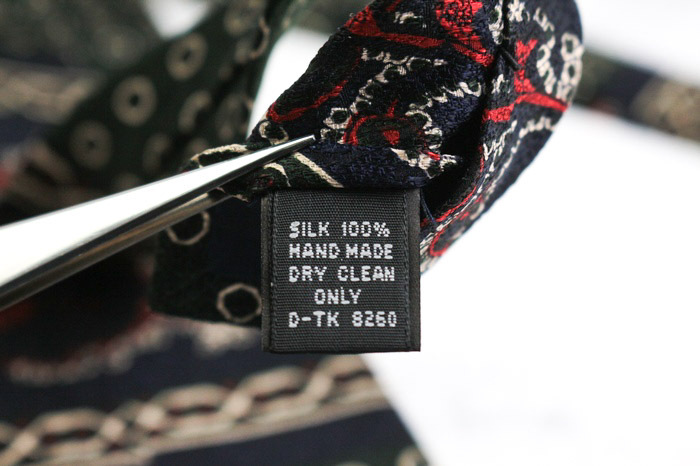 SILK 100%
HAND MADE
DRY CLEAN
ONLY
D-TK 8260